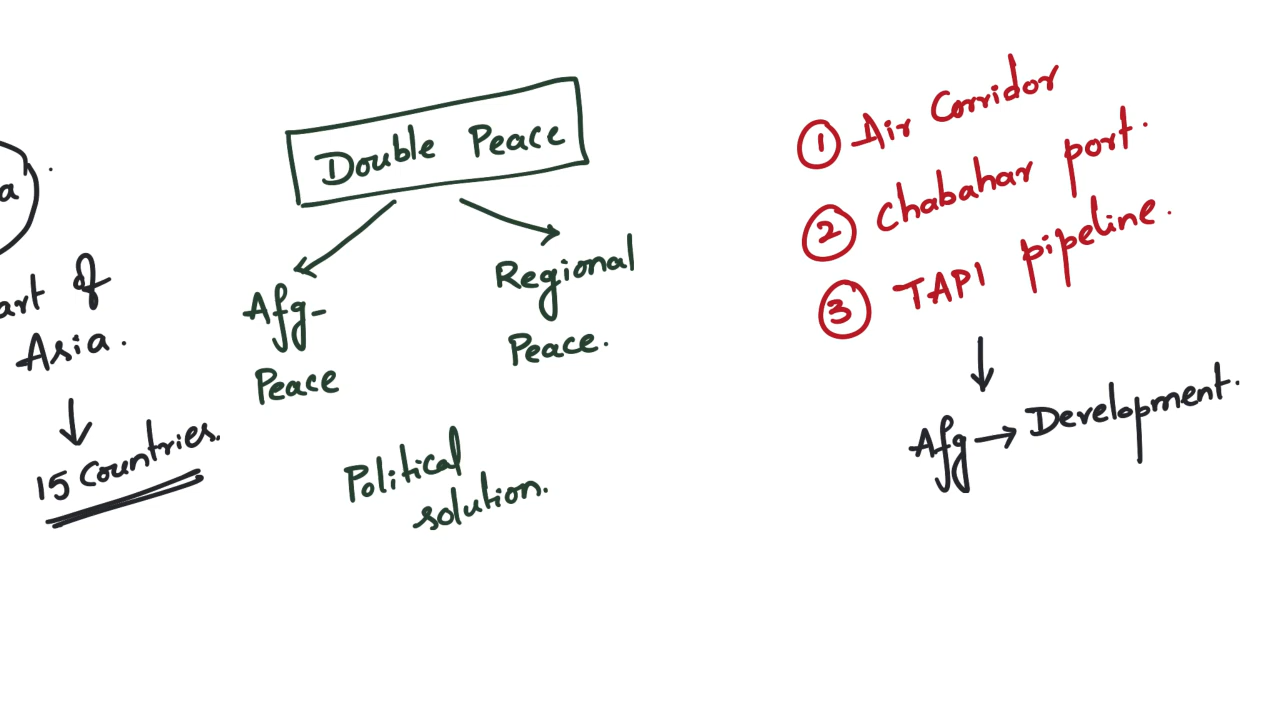 art of
Asia.
15 Countries.
Double Peace
Afg-
Peace
Regional
Peace.
Political
solution.
① Air Corridor
② Chabahar port.
③ TAPI pipeline.
Afg → Development.